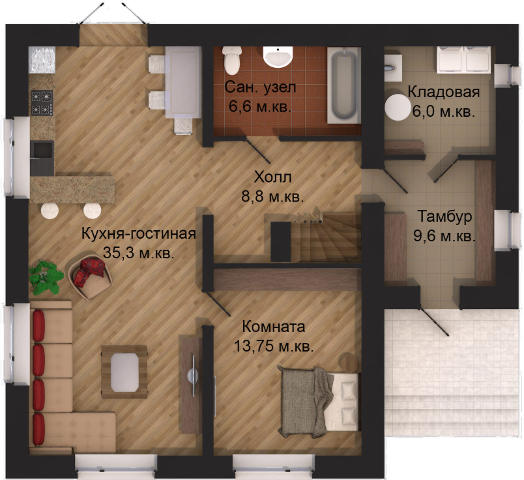 Сан. узел
6,6 м.кв.
Кладовая
6,0 м.кв.
Холл
8,8 м.кв.
Тамбур
9,6 м.кв.
Кухня-гостиная
35,3 м.кв.
Комната
13,75 м.кв.